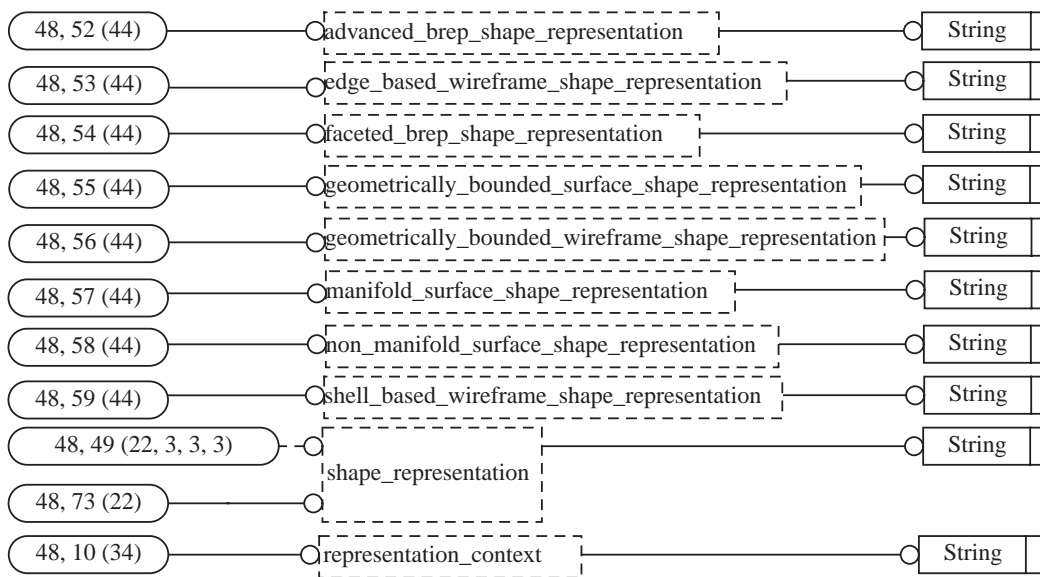 48, 52 (44) advanced_brep_shape_representation String
48, 53 (44) edge_based_wireframe_shape_representation String
48, 54 (44) faceted_brep_shape_representation String
48, 55 (44) geometrically_bounded_surface_shape_representation String
48, 56 (44) geometrically_bounded_wireframe_shape_representation String
48, 57 (44) manifold_surface_shape_representation String
48, 58 (44) non_manifold_surface_shape_representation String
48, 59 (44) shell_based_wireframe_shape_representation String
48, 49 (22, 3, 3, 3) String
shape_representation
48, 73 (22)
48, 10 (34) representation_context String